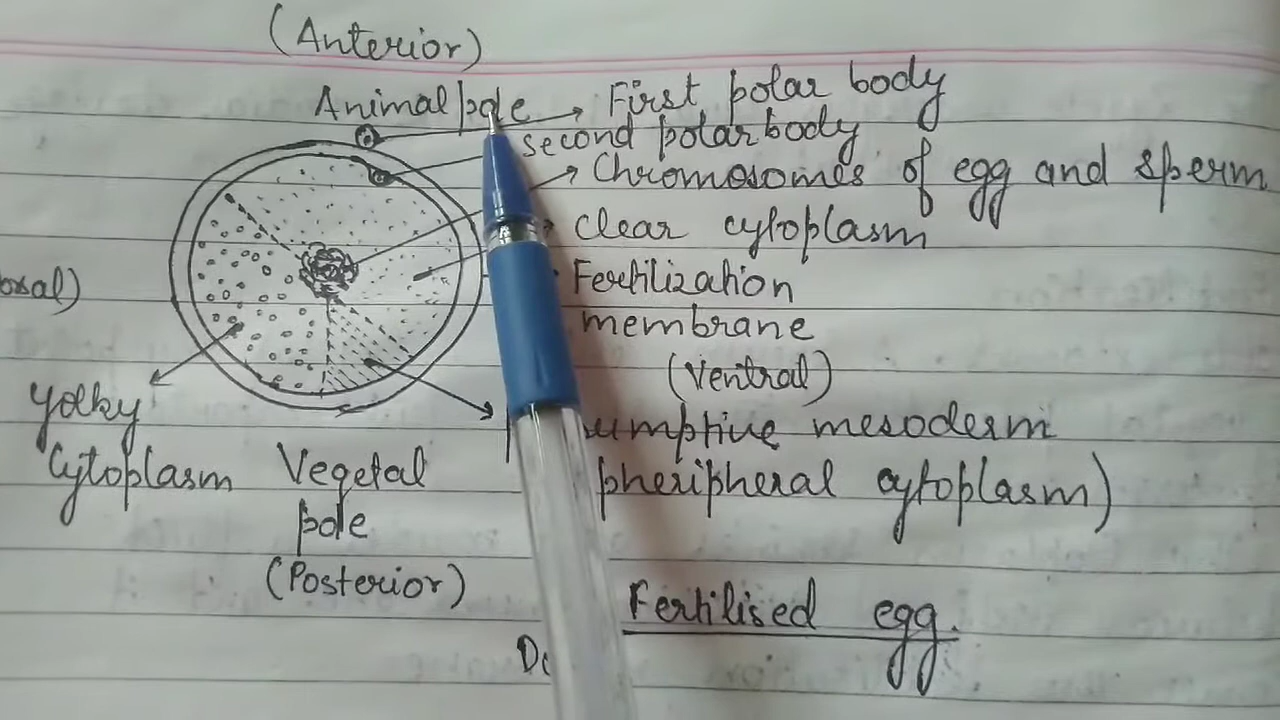 (Anterior)
Animal pole
First polar body
second polar body
Chromosomes of egg and sperm
clear cytoplasm
Fertilization
membrane
(Ventral)
mesoderm
pheripheral cytoplasm)
Yolky
Cytoplasm
Vegetal
pole
(Posterior)
Fertilised egg.